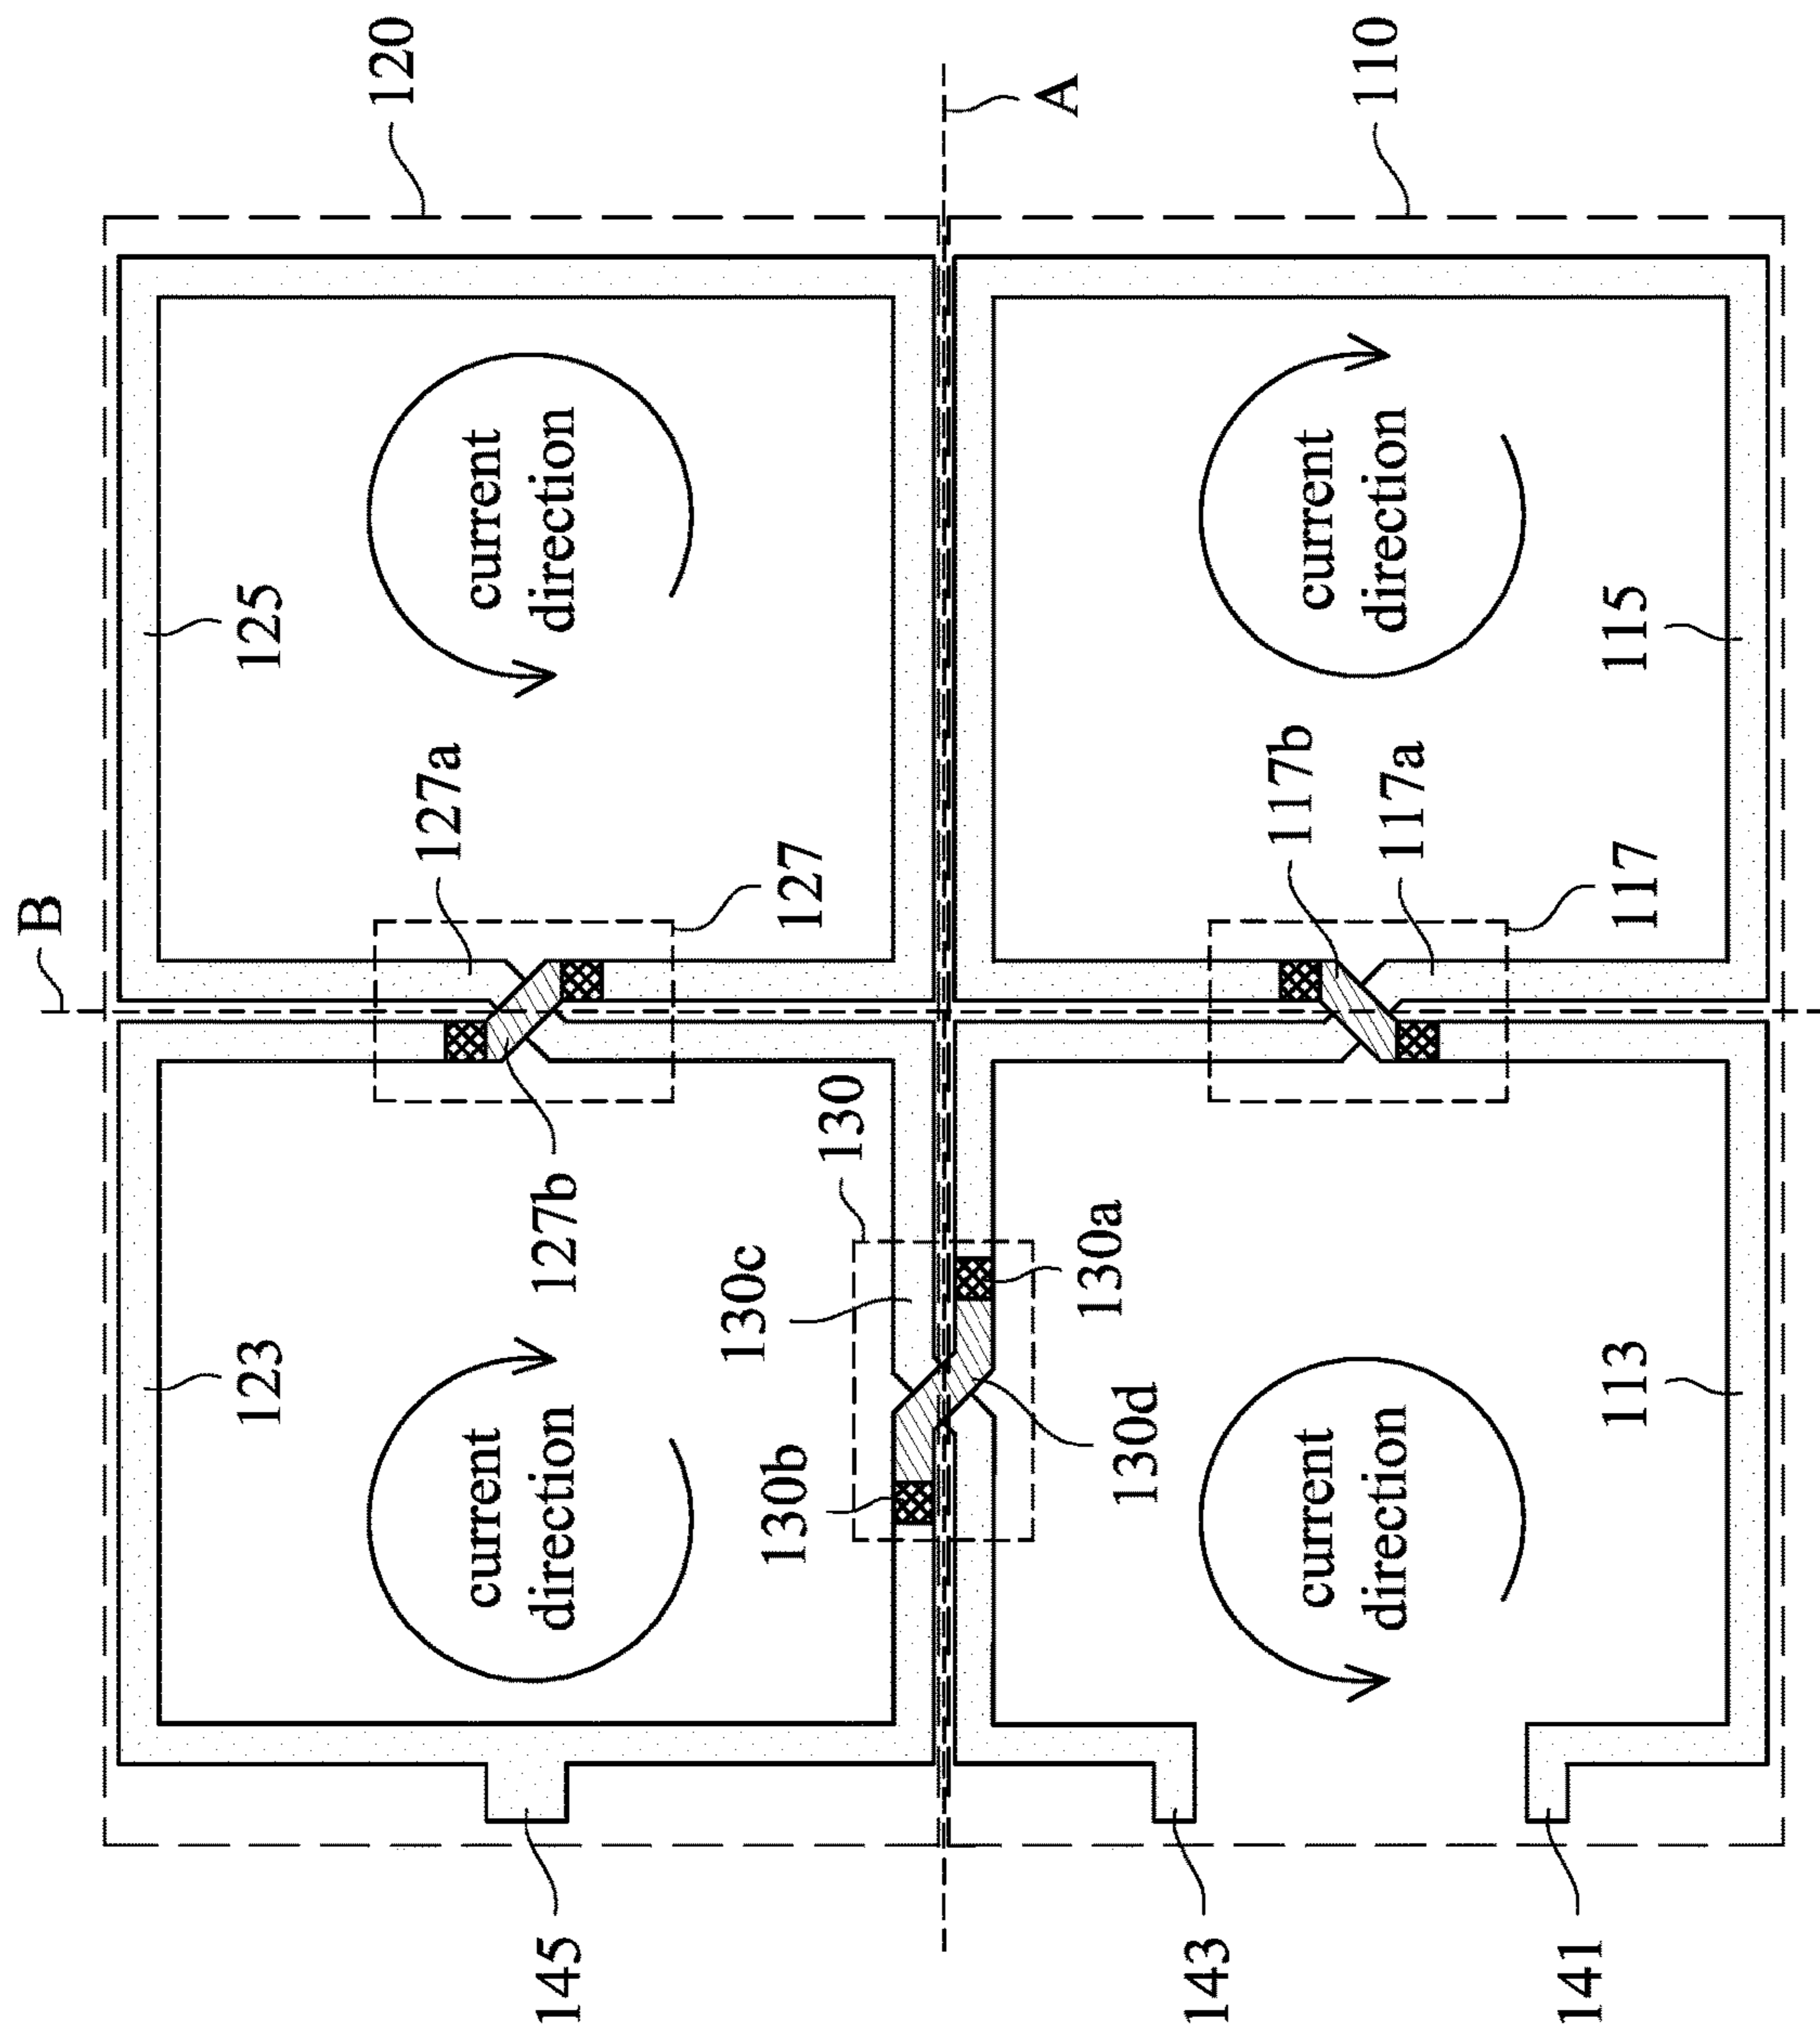 B
123
125
120
127a
current
direction
current
direction
145
127b
130c
130b
127
130
A
130a
130d
143
117b
current
direction
current
direction
110
117a
141
113
117
115